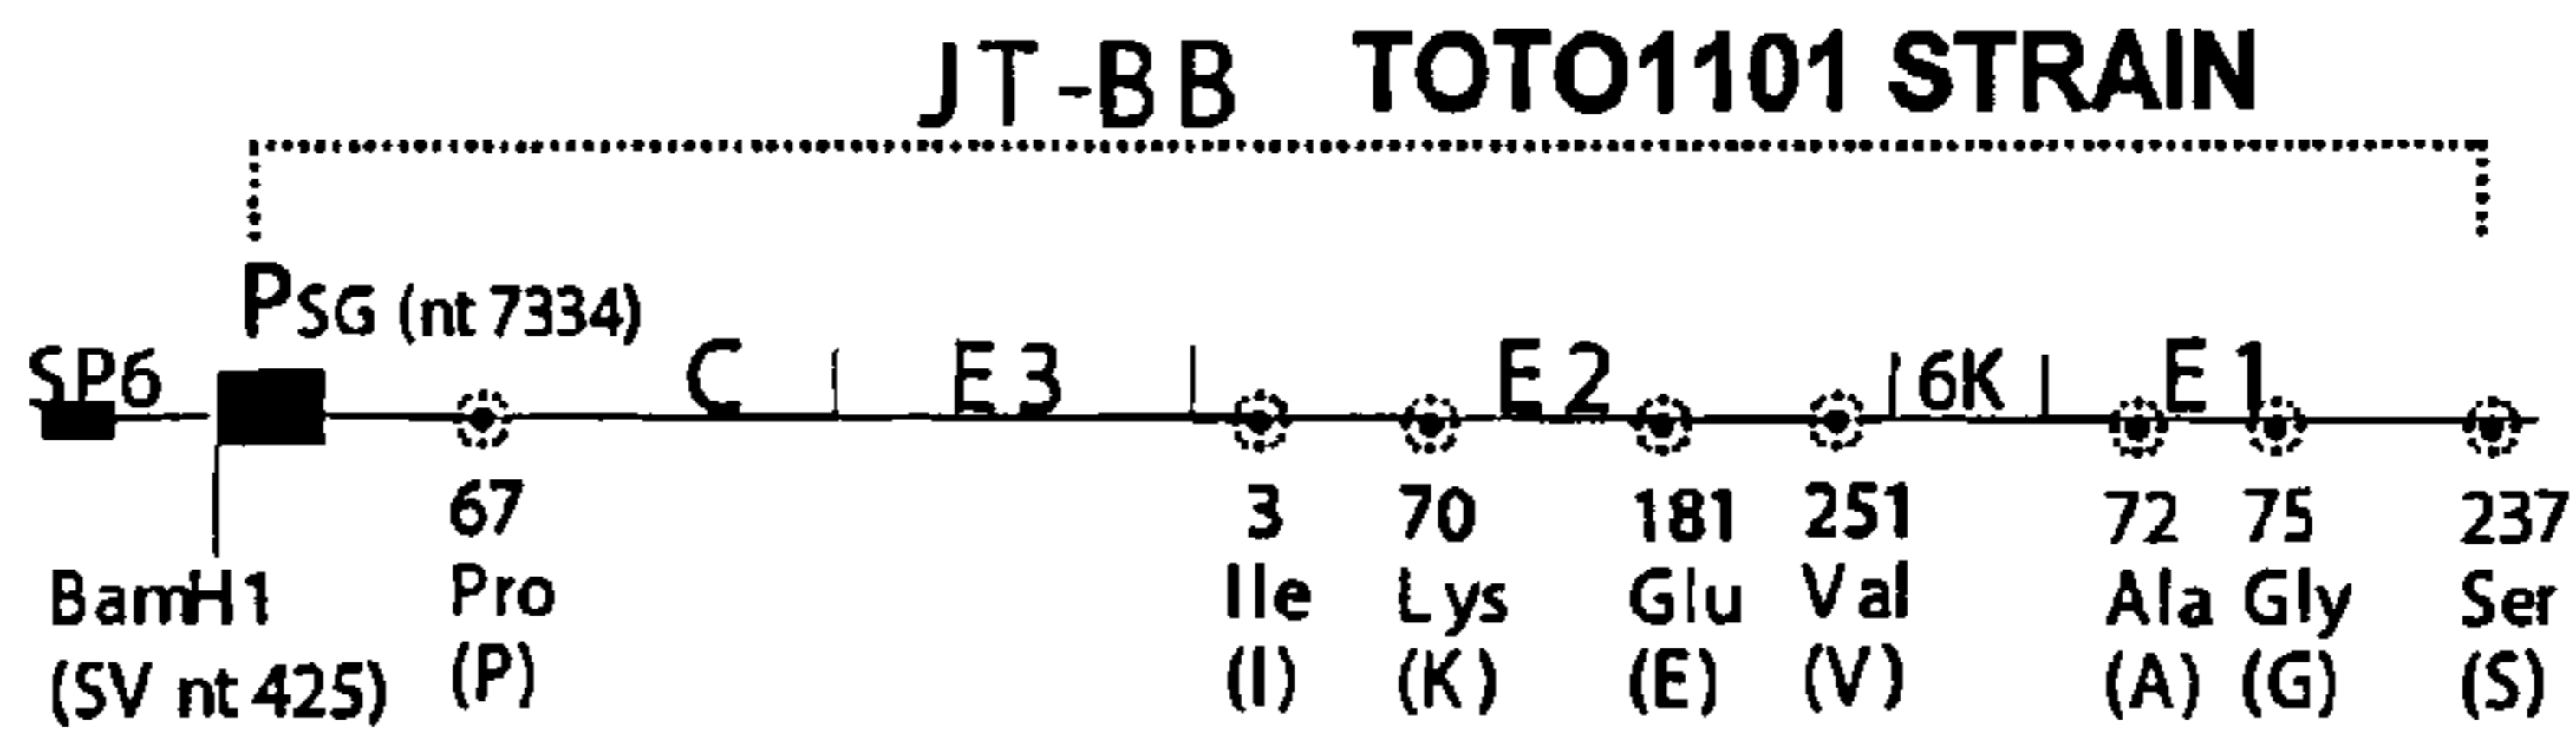 JT-BB TOTO1101 STRAIN
PSG (nt 7334)
SP6 C E3 E2 6K E1
67 3 70 181 251 72 75 237
BamH1 Pro Ile Lys Glu Val Ala Gly Ser
(SV nt 425) (P) (I) (K) (E) (V) (A) (G) (S)